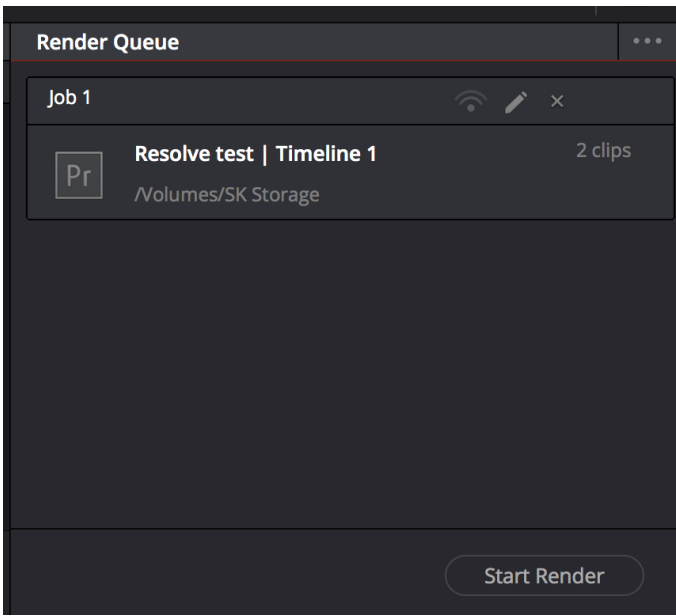 Render Queue
Job 1
Resolve test | Timeline 1
2 clips
Pr
/Volumes/SK Storage
Start Render